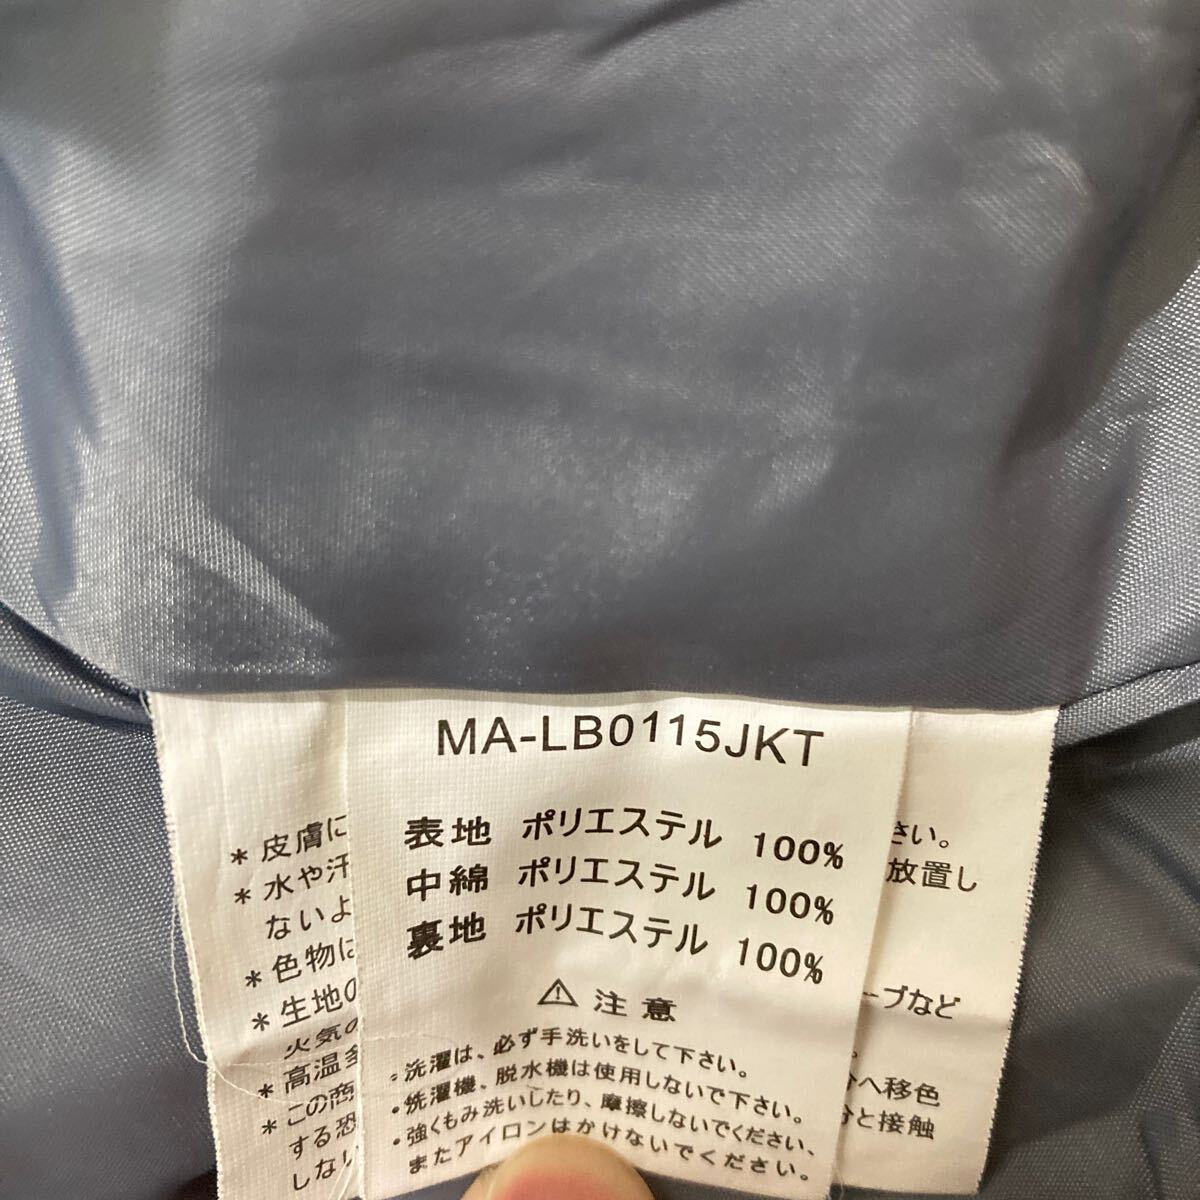 MA-LB0115JKT
表地 ポリエステル 100%
中綿 ポリエステル 100%
裏地 ポリエステル 100%
⚠ 注意
・洗濯は、必ず手洗いをして下さい。
・洗濯機、脱水機は使用しないで下さい。
・強くもみ洗いしたり、摩擦しないでください、
またアイロンはかけないでください。
* 皮膚に
* 水や汗
ないよ
* 色物に
* 生地の
火気の
* 高温多
* この商
する恐
しない
さい。
放置し
ーブなど
。
へ移色
分と接触